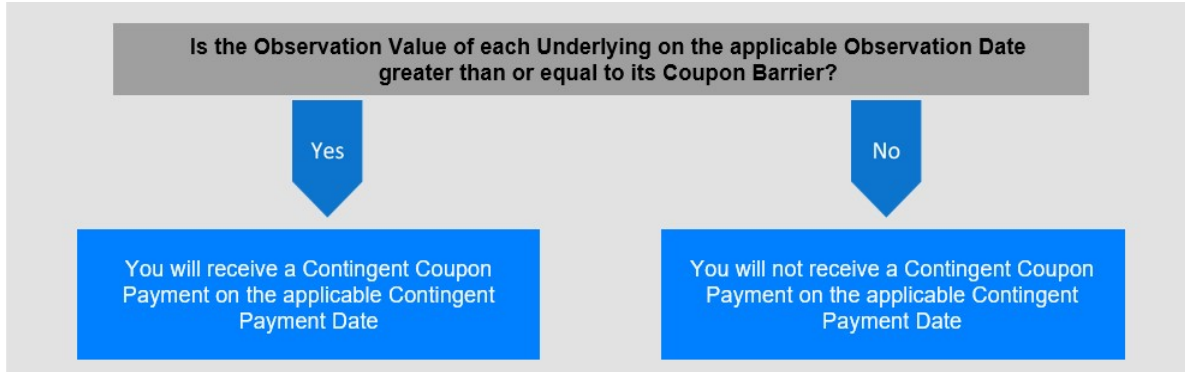 Is the Observation Value of each Underlying on the applicable Observation Date
greater than or equal to its Coupon Barrier?
Yes
No
You will receive a Contingent Coupon
Payment on the applicable Contingent
Payment Date
You will not receive a Contingent Coupon
Payment on the applicable Contingent
Payment Date